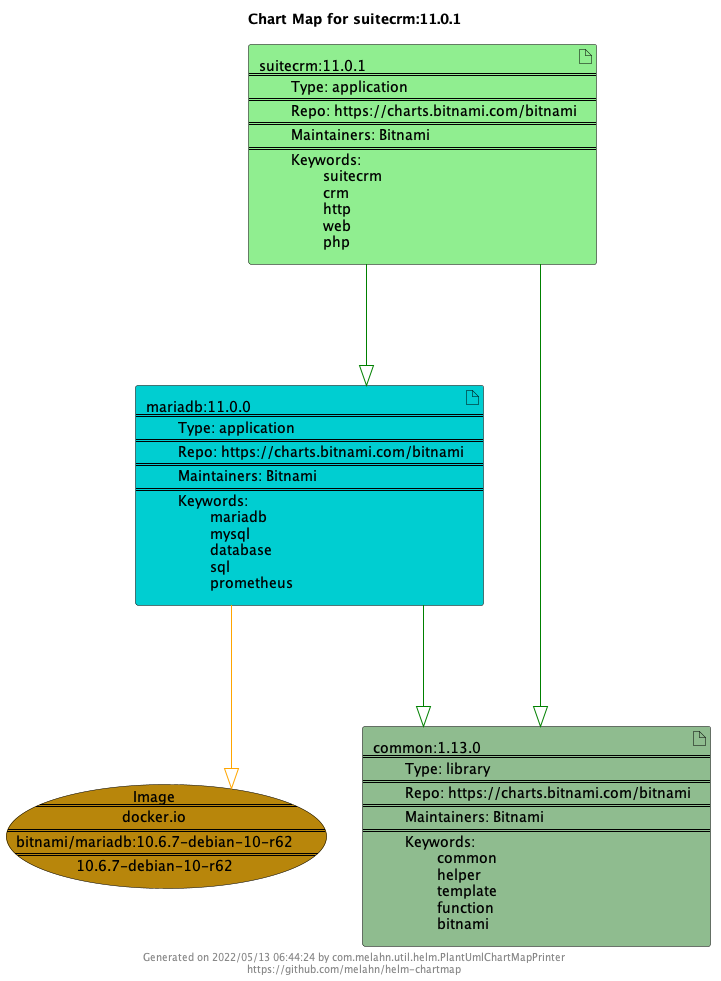 Chart Map for suitecrm:11.0.1
suitecrm:11.0.1
Type: application
Repo: https://charts.bitnami.com/bitnami
Maintainers: Bitnami
Keywords:
suitecrm
crm
http
web
php
mariadb:11.0.0
Type: application
Repo: https://charts.bitnami.com/bitnami
Maintainers: Bitnami
Keywords:
mariadb
mysql
database
sql
prometheus
Image
docker.io
bitnami/mariadb:10.6.7-debian-10-r62
10.6.7-debian-10-r62
common:1.13.0
Type: library
Repo: https://charts.bitnami.com/bitnami
Maintainers: Bitnami
Keywords:
common
helper
template
function
bitnami
Generated on 2022/05/13 06:44:24 by com.melahn.util.helm.PlantUmlChartMapPrinter
https://github.com/melahn/helm-chartmap